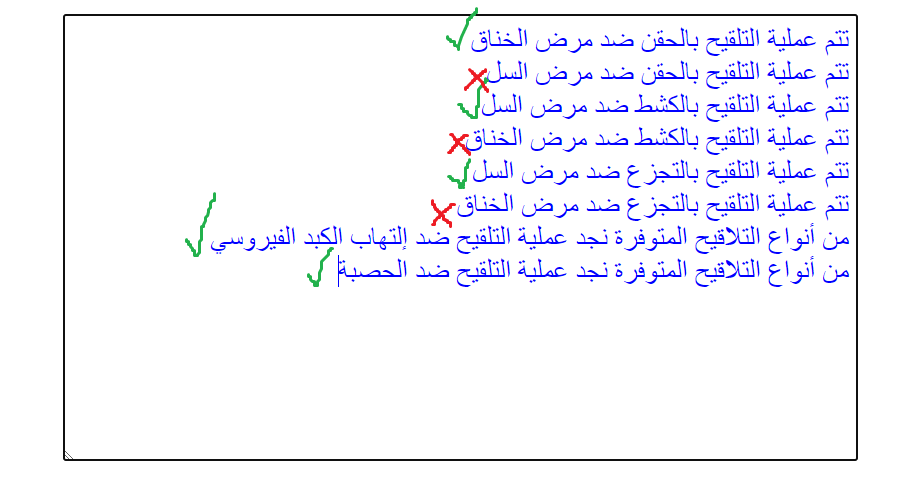 تتم عملية التلقيح بالحقن ضد مرض الخناق
تتم عملية التلقيح بالحقن ضد مرض السل
تتم عملية التلقيح بالكشط ضد مرض السل
تتم عملية التلقيح بالكشط ضد مرض الخناق
تتم عملية التلقيح بالتجزع ضد مرض السل
تتم عملية التلقيح بالتجزع ضد مرض الخناق
من أنواع التلاقيح المتوفرة نجد عملية التلقيح ضد إلتهاب الكبد الفيروسي
من أنواع التلاقيح المتوفرة نجد عملية التلقيح ضد الحصبة